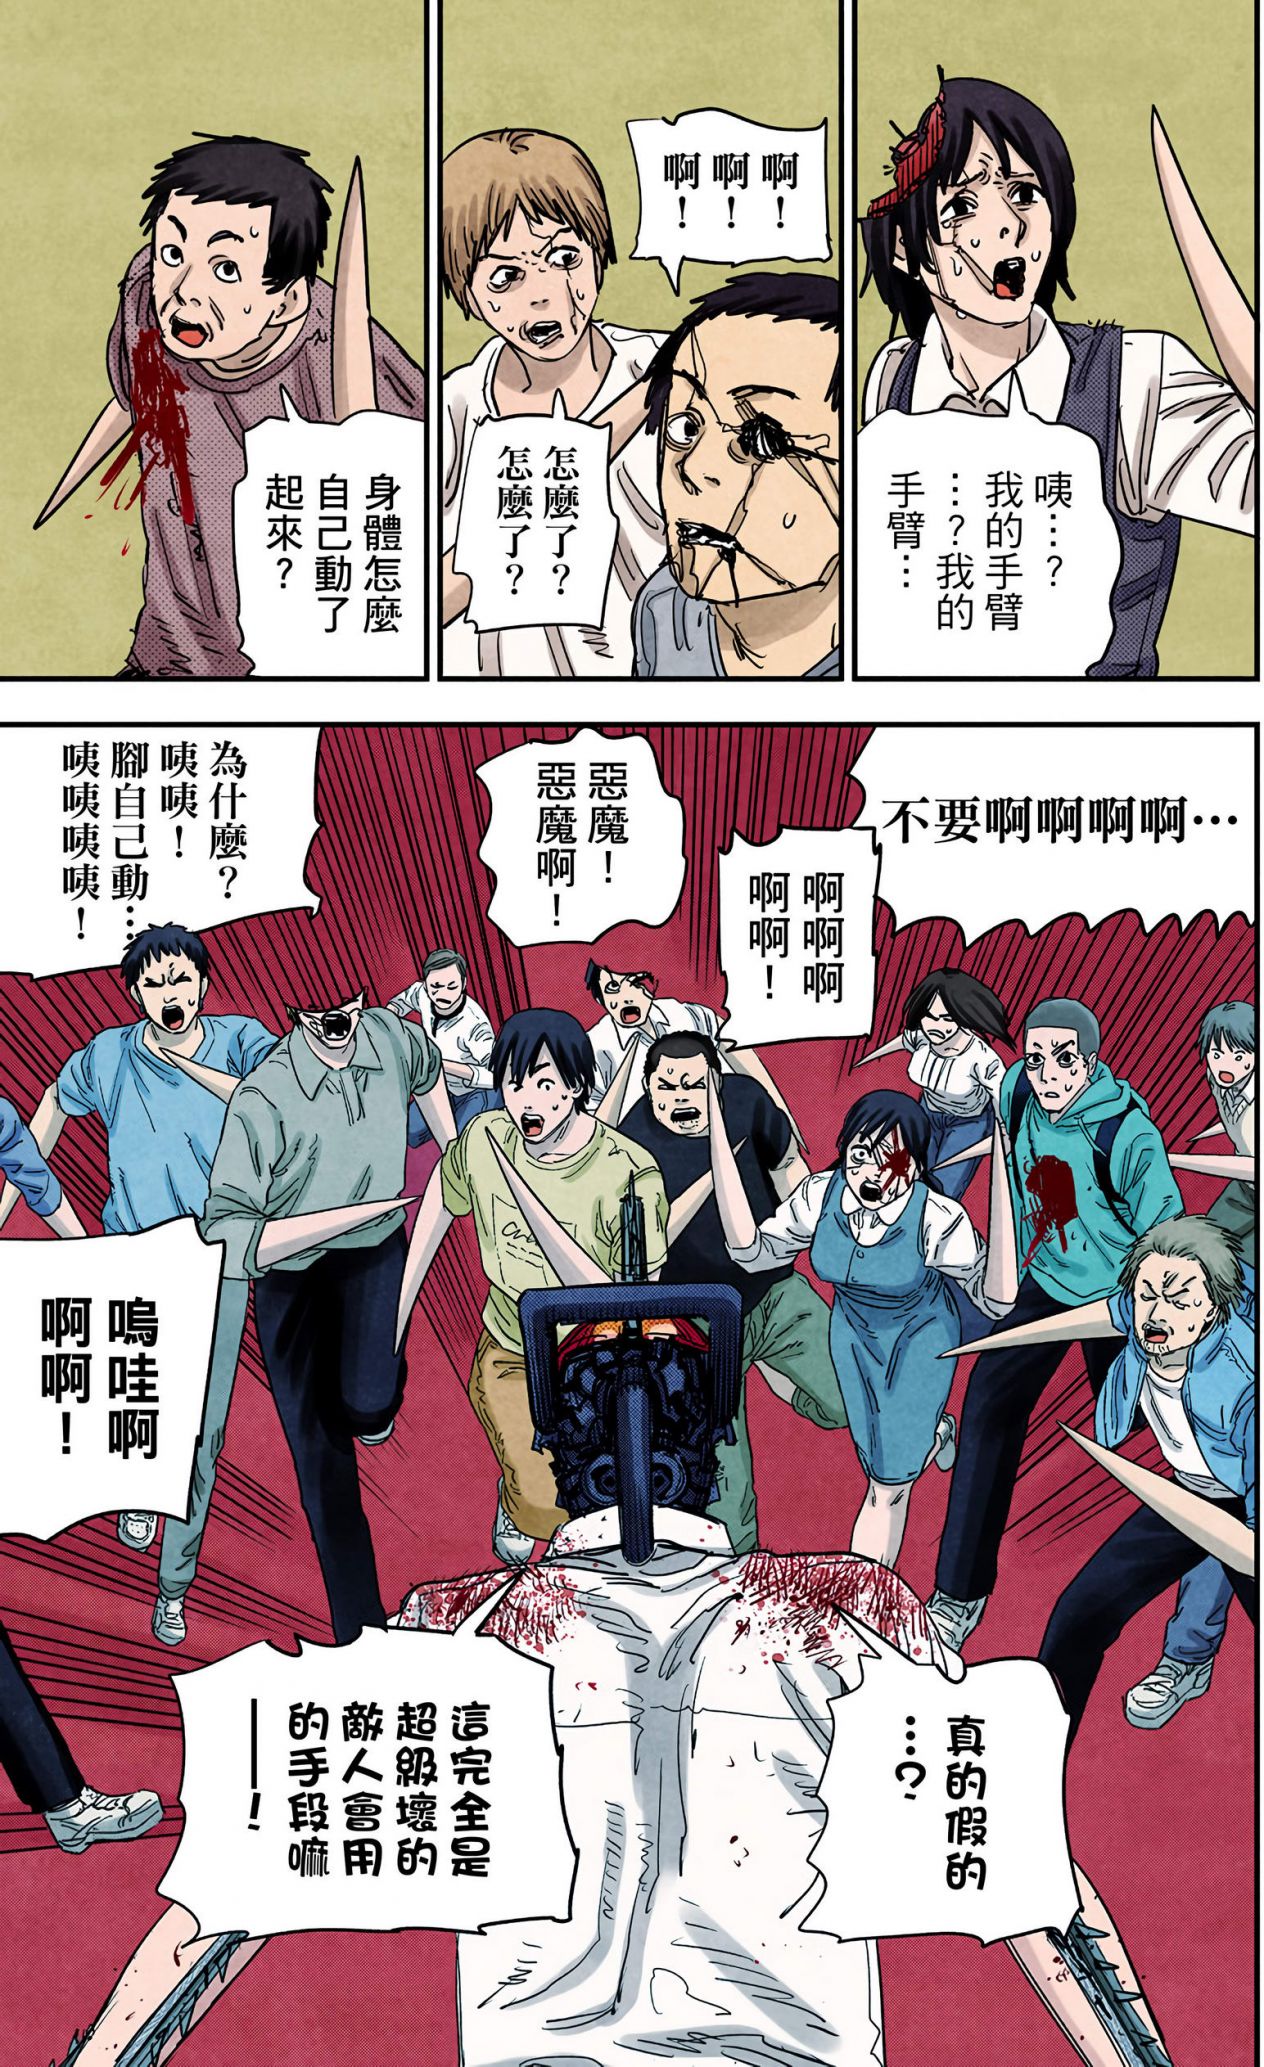 咦…？
我的手臂
…？我的
手臂…
啊！
啊！
啊！
怎麼了？
怎麼了？
身體怎麼
自己動了
起來？
不要啊啊啊啊…
啊啊啊
啊啊！
惡魔！
惡魔啊！
為什麼？
咦咦！
腳自己動…
咦咦咦咦！
嗚哇啊
啊啊！
真的假的
…？
這完全是
超級壞的
敵人會用
的手段嘛
——！